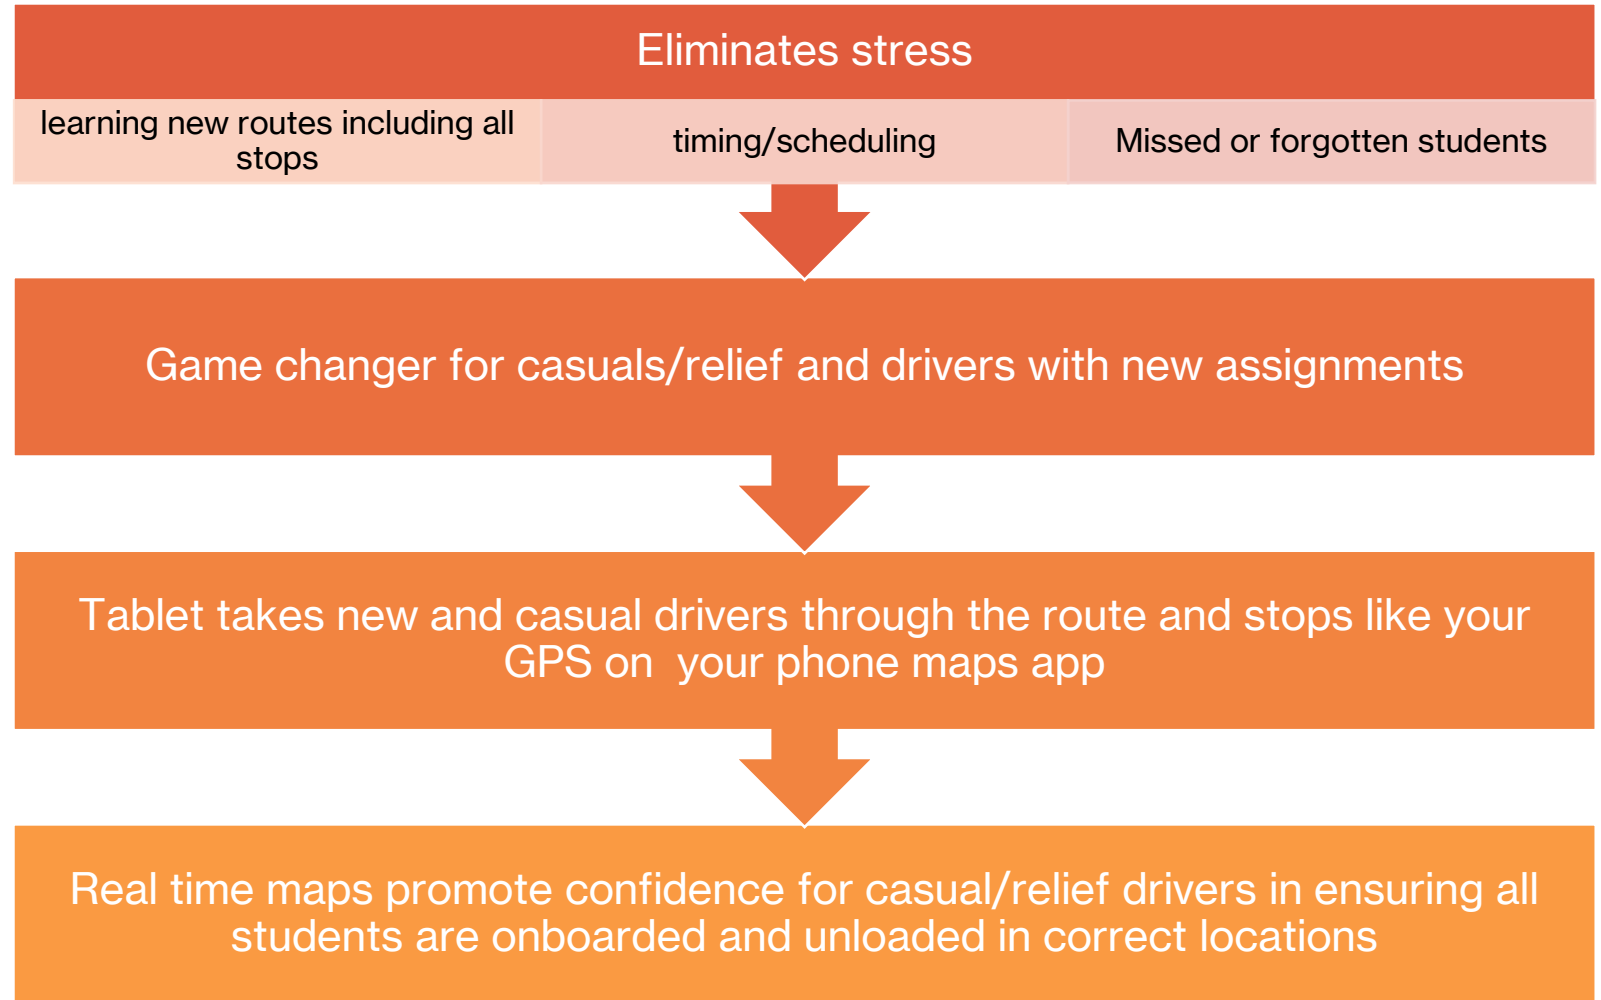 Eliminates stress
learning new routes including all
stops
timing/scheduling
Missed or forgotten students
Game changer for casuals/relief and drivers with new assignments
Tablet takes new and casual drivers through the route and stops like your
GPS on  your phone maps app
Real time maps promote confidence for casual/relief drivers in ensuring all
students are onboarded and unloaded in correct locations